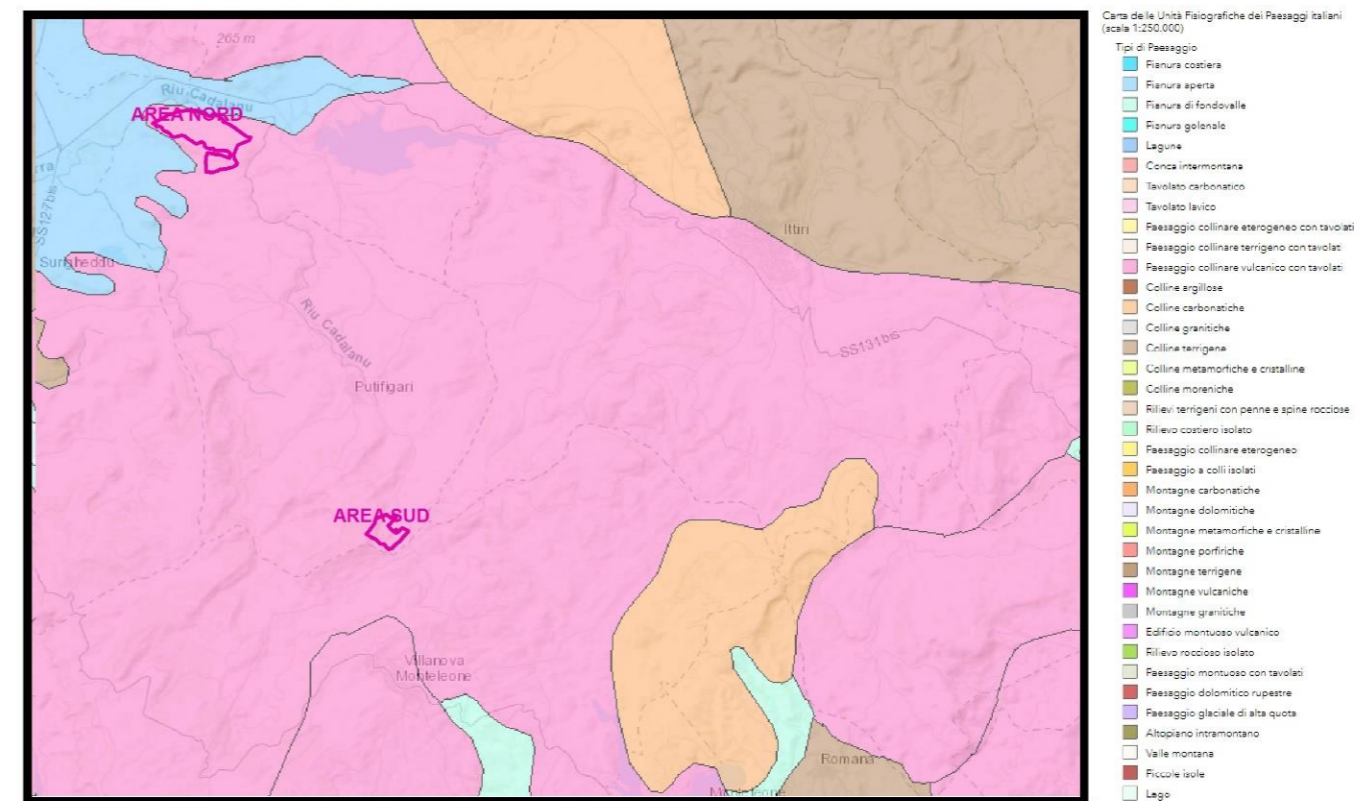 265 m
Riu Cadalanu
AREA NORD
rra
SS127bis
Surigheddu
Ittiri
Riu Cadalanu
SS131bis
Putifigari
AREA SUD
Villanova
Monteleone
Romana
Monteleone
Carta delle Unità Fisiografiche dei Paesaggi italiani
(scala 1:250.000)
Tipi di Paesaggio
Pianura costiera
Pianura aperta
Pianura di fondovalle
Pianura golenale
Lagune
Conca intermontana
Tavolato carbonatico
Tavolato lavico
Paesaggio collinare eterogeneo con tavolati
Paesaggio collinare terrigeno con tavolati
Paesaggio collinare vulcanico con tavolati
Colline argillose
Colline carbonatiche
Colline granitiche
Colline terrigene
Colline metamorfiche e cristalline
Colline moreniche
Rilievi terrigeni con penne e spine rocciose
Rilievo costiero isolato
Paesaggio collinare eterogeneo
Paesaggio a colli isolati
Montagne carbonatiche
Montagne dolomitiche
Montagne metamorfiche e cristalline
Montagne porfiriche
Montagne terrigene
Montagne vulcaniche
Montagne granitiche
Edificio montuoso vulcanico
Rilievo roccioso isolato
Paesaggio montuoso con tavolati
Paesaggio dolomitico rupestre
Paesaggio glaciale di alta quota
Altopiano intramontano
Valle montana
Piccole isole
Lago